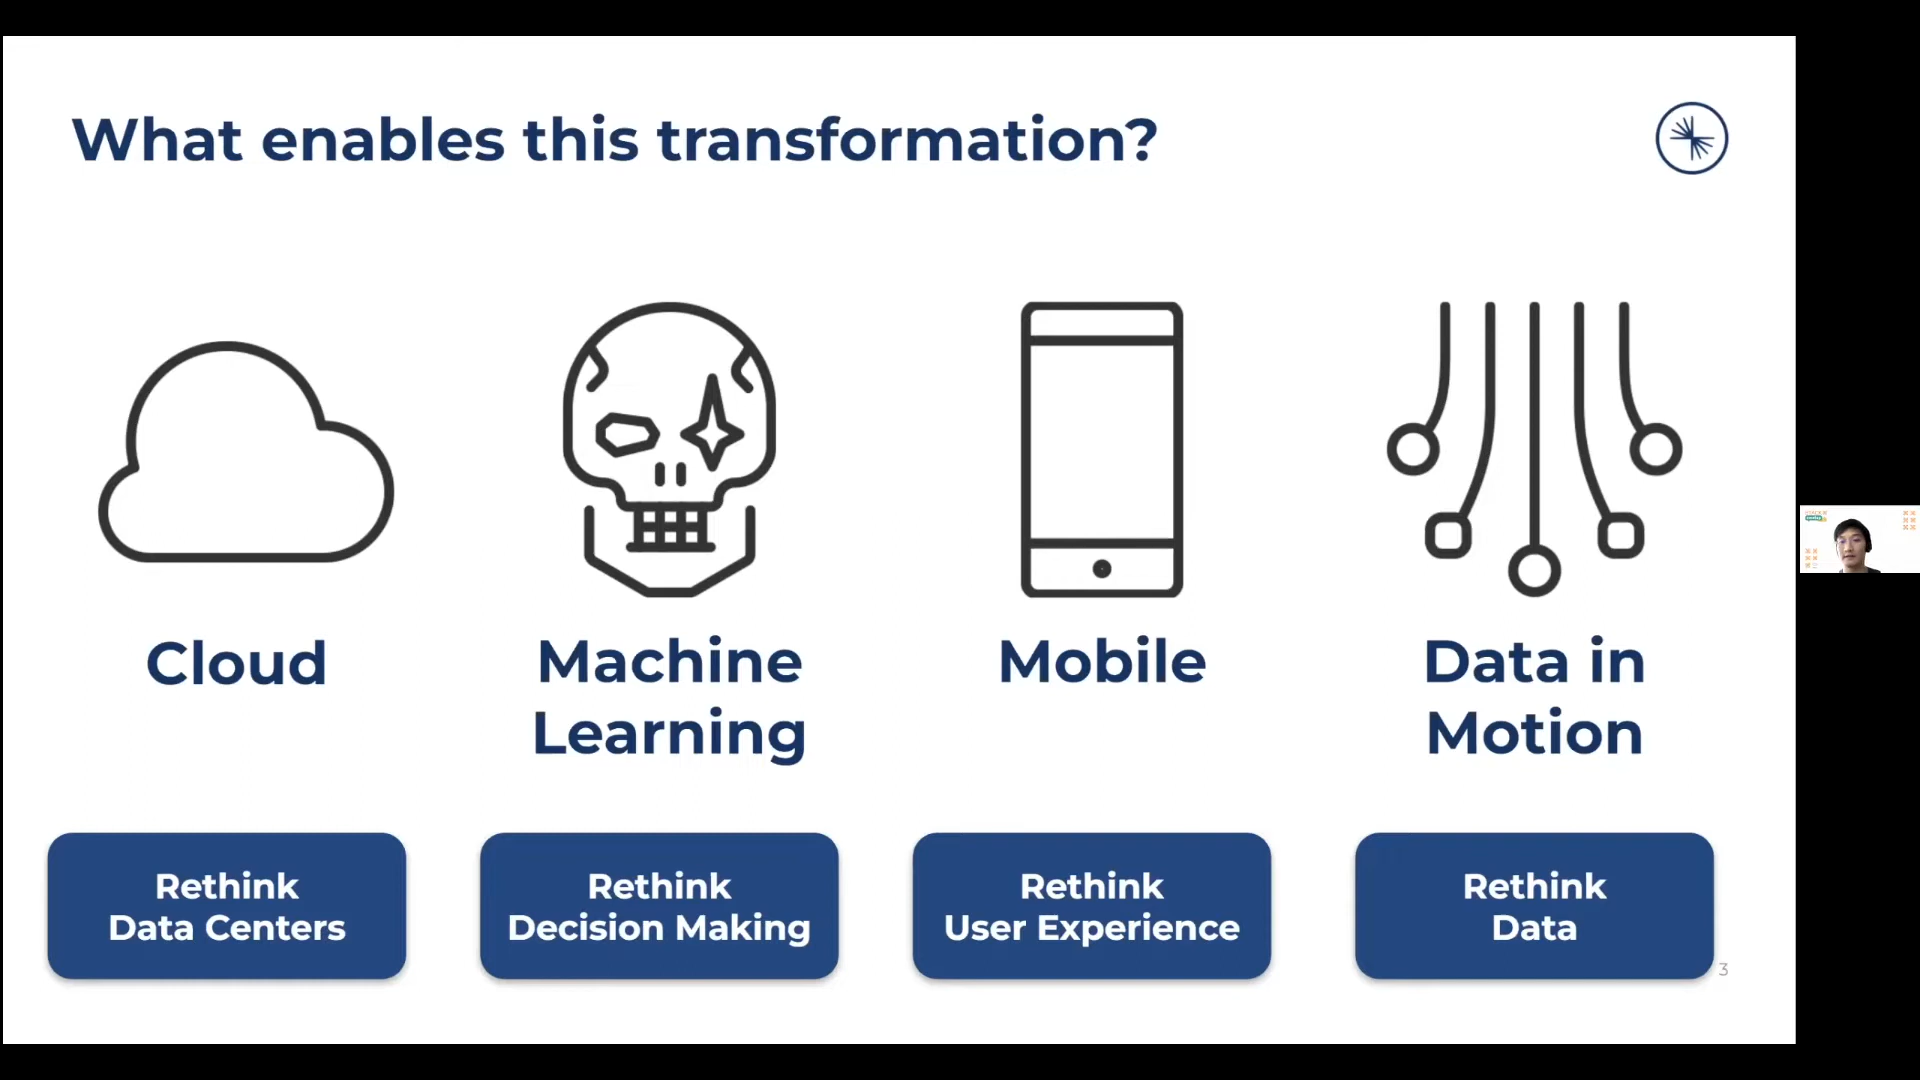 What enables this transformation?
Cloud
Machine
Learning
Mobile
Data in
Motion
Rethink
Data Centers
Rethink
Decision Making
Rethink
User Experience
Rethink
Data
3